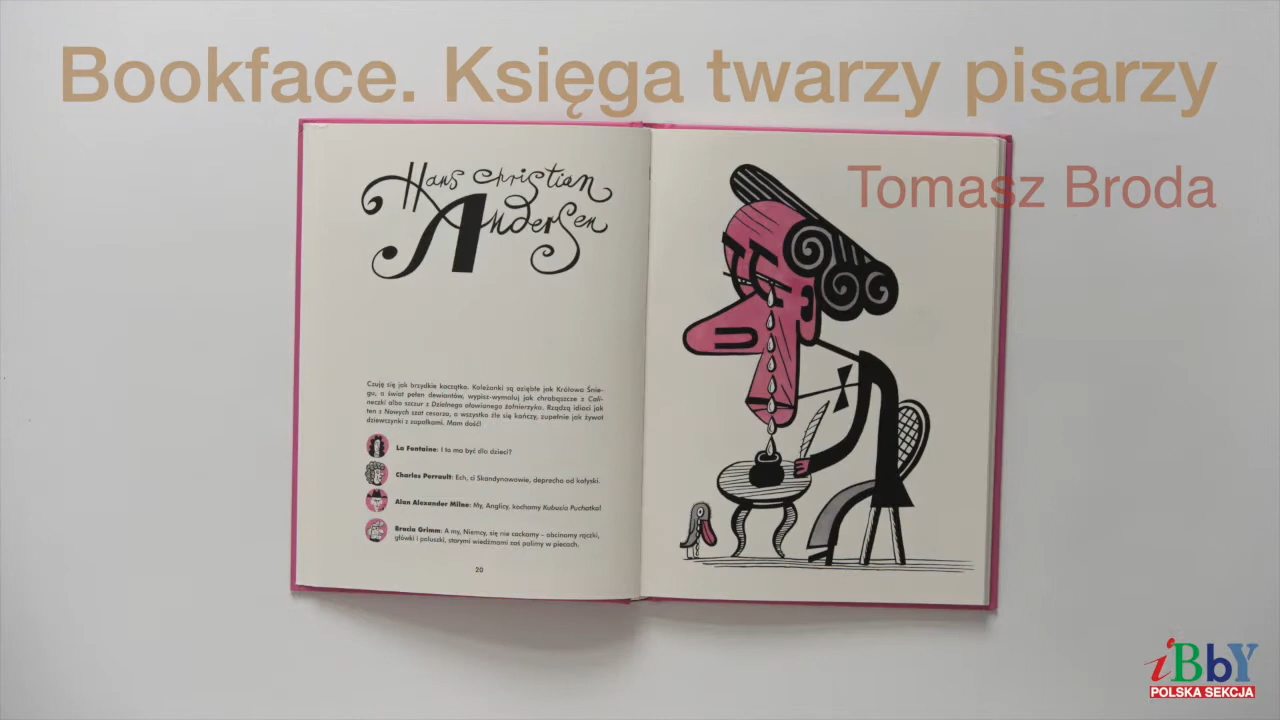 Bookface. Księga twarzy pisarzy
Tomasz Broda
Hans Christian
Andersen
Czuję się jak brzydkie kaczątko. Koleżanki są oziębłe jak Królowa Śnie-
gu, a świat pełen dewiantów, wypisz-wymaluj jak chrabąszcze z Cali-
neczki albo szczur z Dzielnego ołowianego żołnierzyka. Rządzą idioci jak
ten z Nowych szat cesarza, a wszystko źle się kończy, zupełnie jak żywot
dziewczynki z zapałkami. Mam dość!
La Fontaine: I to ma być dla dzieci?
Charles Perrault: Ech, ci Skandynawowie, deprecha od kołyski.
Alan Alexander Milne: My, Anglicy, kochamy Kubusia Puchatka!
Bracia Grimm: A my, Niemcy, się nie cackamy – obcinamy rączki,
główki i paluszki, starymi wiedźmami zaś palimy w piecach.
20
iBbY
POLSKA SEKCJA